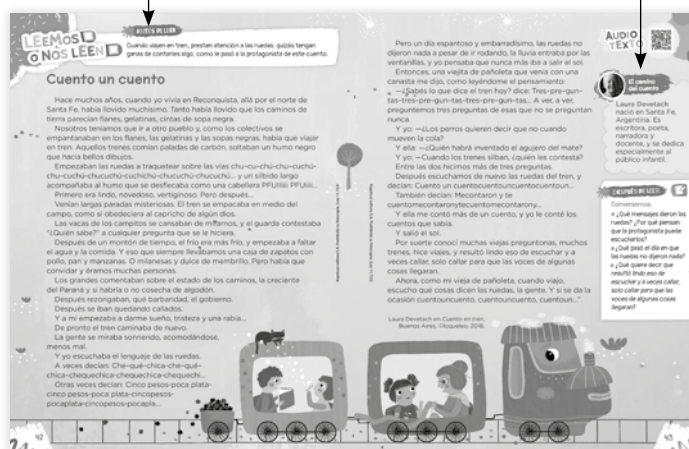 LEEMOS
O NOS LEEN
ANTES DE LEER
Cuando viajen en tren, presten atención a las ruedas, quizás tengan
ganas de contarles algo, como le pasó a la protagonista de este cuento.
Cuento un cuento
Hace muchos años, cuando yo vivía en Reconquista, allá por el norte de
Santa Fe, había llovido muchísimo. Tanto había llovido que los caminos de
tierra parecían flanes, gelatinas, cintas de sopa negra.
Nosotros teníamos que ir a otro pueblo y, como los colectivos se
empantanaban en los flanes, las gelatinas y las sopas negras, había que viajar
en tren. Aquellos trenes comían paladas de carbón, soltaban un humo negro
que hacía bellos dibujos.
Empezaban las ruedas a traquetear sobre las vías chu-cu-chú-chu-cuchú-
chu-cuchú-chucuchú-cuchichú-chucuchú-chucuchú... y un silbido largo
acompañaba al humo que se desflecaba como una cabellera PFUiiiii PFUiiii...
Primero era lindo, novedoso, vertiginoso. Pero después...
Venían largas paradas misteriosas. El tren se empacaba en medio del
campo, como si obedeciera al capricho de algún dios.
Las vacas de los campitos se cansaban de mirarnos, y el guarda contestaba
"¿Quién sabe?" a cualquier pregunta que se le hiciera.
Después de un montón de tiempo, el frío era más frío, y empezaba a faltar
el agua y la comida. Y eso que siempre llevábamos una caja de zapatos con
pollo, pan y manzanas. O milanesas y dulce de membrillo. Pero había que
convidar y éramos muchas personas.
Los grandes comentaban sobre el estado de los caminos, la creciente
del Paraná y si habría o no cosecha de algodón.
Después rezongaban, qué barbaridad, el gobierno.
Después se iban quedando callados.
Y a mí empezaba a darme sueño, tristeza y una rabia...
De pronto el tren caminaba de nuevo.
La gente se miraba sonriendo, acomodándose,
menos mal.
Y yo escuchaba el lenguaje de las ruedas.
A veces decían: Che-qué-chica-che-qué-
chica-chequechica-chequechica-chequechi...
Otras veces decían: Cinco pesos-poca plata-
cinco pesos-poca plata-cincopesos-
pocaplata-cincopesos-pocapla...
42
Pero un día espantoso y embarradísimo, las ruedas no
dijeron nada a pesar de ir rodando, la lluvia entraba por las
ventanillas, y yo pensaba que nunca más iba a salir el sol.
Entonces, una viejita de pañoleta que venía con una
canasta me dijo, como leyéndome el pensamiento:
—¿Sabés lo que dice el tren hoy? dice: Tres-pre-gun-
tas-tres-pre-gun-tas-tres-pre-gun-tas... A ver, a ver,
preguntemos tres preguntas de esas que no se preguntan
nunca.
Y yo: —¿Los perros quieren decir que no cuando
mueven la cola?
Y ella: —¿Quién habrá inventado el agujero del mate?
Y yo: —Cuando los trenes silban, ¿quién les contesta?
Entre las dos hicimos más de tres preguntas.
Después escuchamos de nuevo las ruedas del tren, y
decían: Cuento un cuentocuentouncuentocuentoun...
También decían: Mecontaron y te
cuentomecontaronytecuentomecontarony...
Y ella me contó más de un cuento, y yo le conté los
cuentos que sabía.
Y salió el sol.
Por suerte conocí muchas viejas preguntonas, muchos
trenes, hice viajes, y resultó lindo eso de escuchar y a
veces callar, solo callar para que las voces de algunas
cosas llegaran.
Ahora, como mi vieja de pañoleta, cuando viajo,
escucho qué cosas dicen las ruedas, la gente. Y si se da la
ocasión cuentouncuento, cuentouncuento, cuentoun...".
Laura Devetach en Cuento en tren,
Buenos Aires, Loqueleo, 2018.
AUDIO
TEXTO
El camino
del cuento
Laura Devetach
nació en Santa Fe,
Argentina. Es
escritora, poeta,
narradora y
docente, y se dedica
especialmente al
público infantil.
DESPUÉS DE LEER
Conversemos.
¿Qué mensajes daban las
ruedas? ¿Por qué piensan
que la protagonista puede
escucharlos?
¿Qué pasó el día en que
las ruedas no dijeron nada?
¿Qué quiere decir que
resultó lindo eso de
escuchar y a veces callar,
solo callar para que las
voces de algunas cosas
llegaran?
43